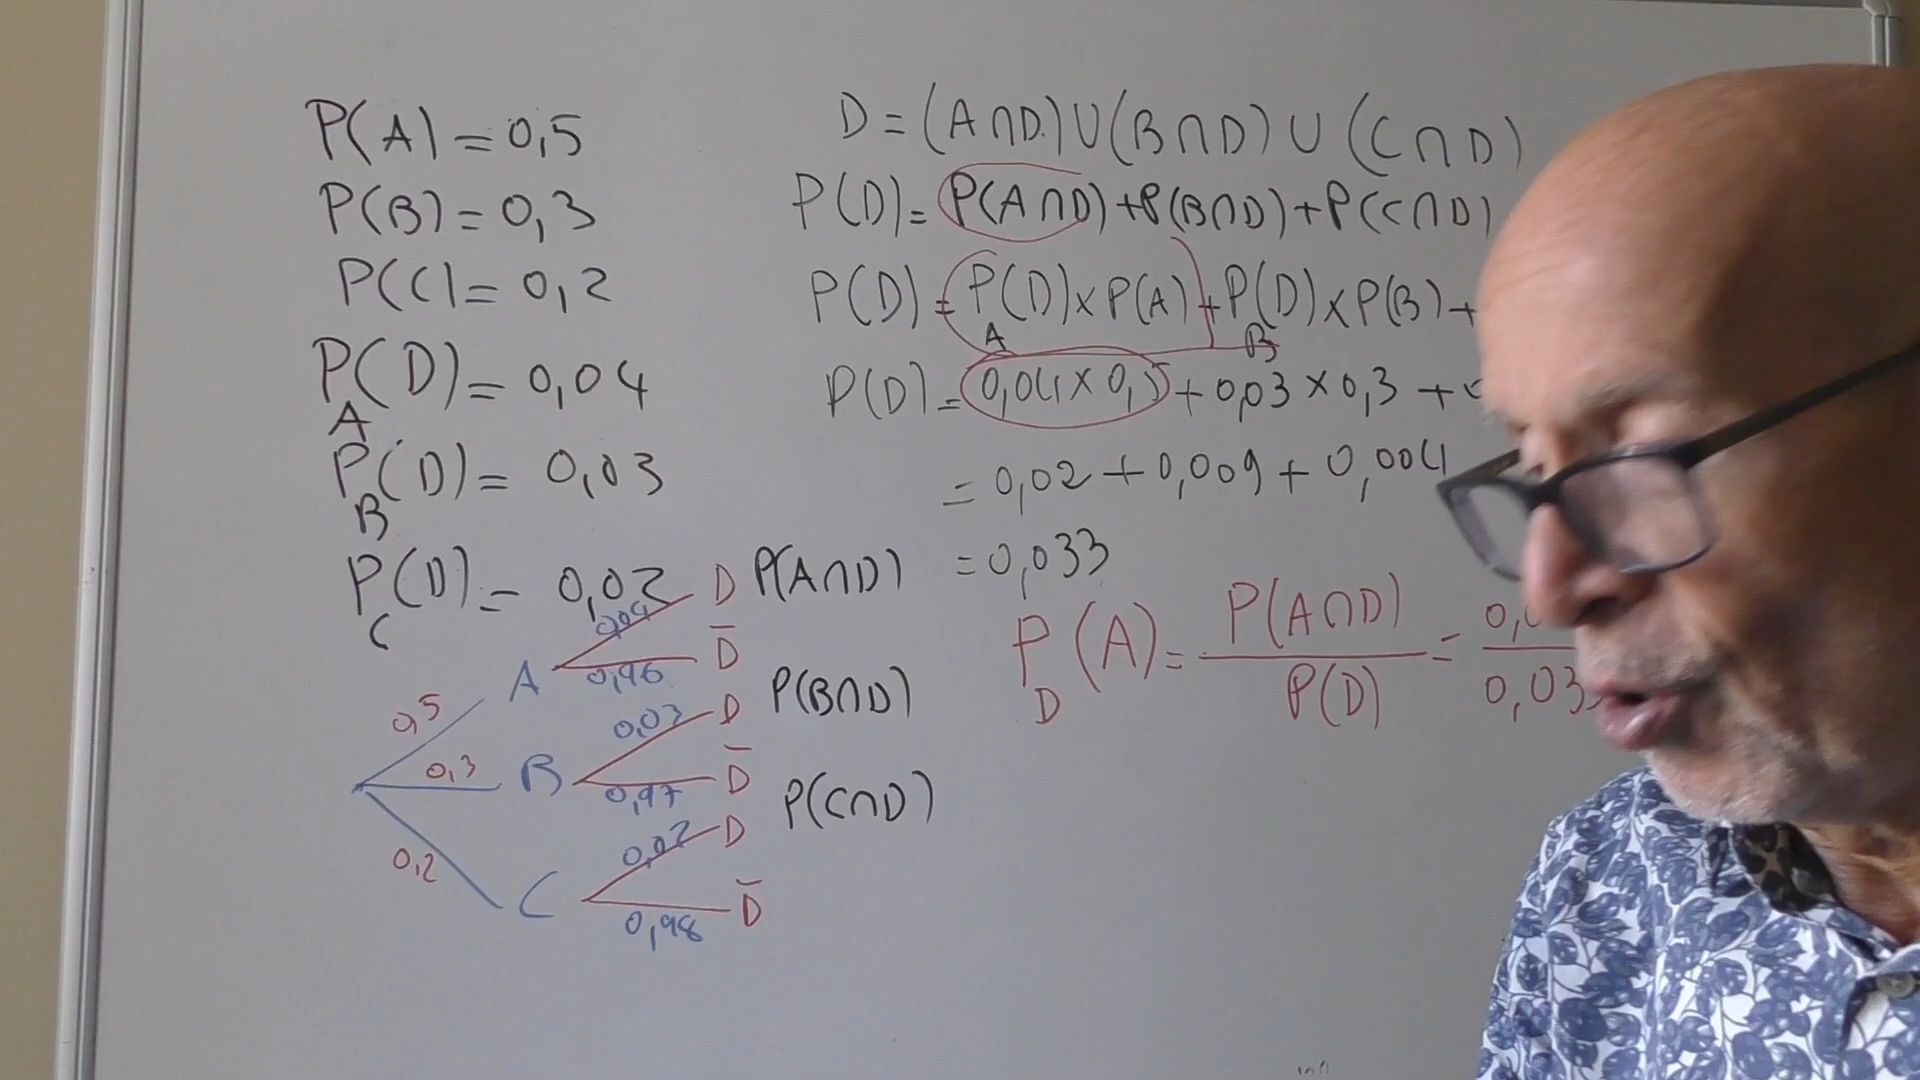 P(A) = 0,5
P(B) = 0,3
P(C) = 0,2
P(D) = 0,04
A
P(D) = 0,03
B
P(D) = 0,02
C
D = (A∩D) ∪ (B∩D) ∪ (C∩D)
P(D) = P(A∩D) + P(B∩D) + P(C∩D)
P(D) = P(D) × P(A) + P(D) × P(B) +
A B
P(D) = 0,04 × 0,5 + 0,03 × 0,3 +
= 0,02 + 0,009 + 0,004
= 0,033
P (A) = P(A∩D) =
D P(D) 0,03
0,5 A 0,04 D P(A∩D)
0,96 D̅
0,3 B 0,03 D P(B∩D)
0,97 D̅
0,2 C 0,02 D P(C∩D)
0,98 D̅